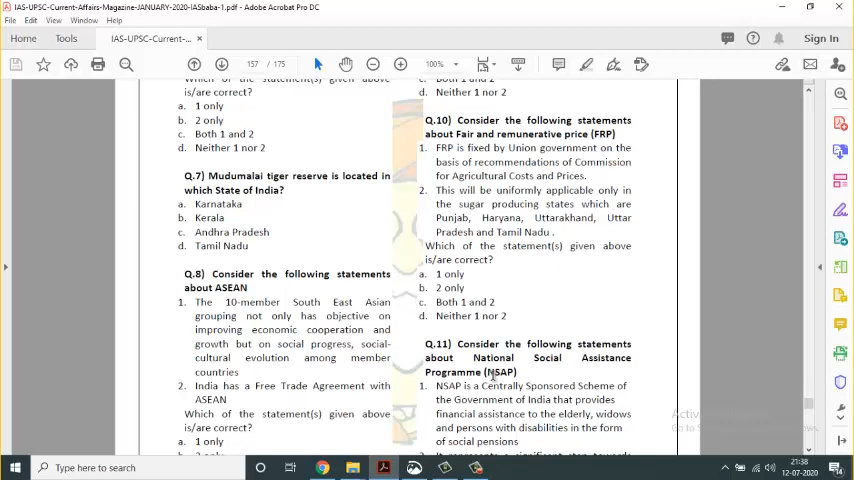 IAS-UPSC-Current-Affairs-Magazine-JANUARY-2020-IASbaba-1.pdf - Adobe Acrobat Pro DC
File Edit View Window Help
Home Tools IAS-UPSC-Current-... × Sign In
157 / 175 100%
Which of the statement(s) given above
is/are correct?
a. 1 only
b. 2 only
c. Both 1 and 2
d. Neither 1 nor 2
Q.7) Mudumalai tiger reserve is located in
which State of India?
a. Karnataka
b. Kerala
c. Andhra Pradesh
d. Tamil Nadu
Q.8) Consider the following statements
about ASEAN
1. The 10-member South East Asian
grouping not only has objective on
improving economic cooperation and
growth but on social progress, social-
cultural evolution among member
countries
2. India has a Free Trade Agreement with
ASEAN
Which of the statement(s) given above
is/are correct?
a. 1 only
b. 2 only
c. Both 1 and 2
d. Neither 1 nor 2
Q.10) Consider the following statements
about Fair and remunerative price (FRP)
1. FRP is fixed by Union government on the
basis of recommendations of Commission
for Agricultural Costs and Prices.
2. This will be uniformly applicable only in
the sugar producing states which are
Punjab, Haryana, Uttarakhand, Uttar
Pradesh and Tamil Nadu .
Which of the statement(s) given above
is/are correct?
a. 1 only
b. 2 only
c. Both 1 and 2
d. Neither 1 nor 2
Q.11) Consider the following statements
about National Social Assistance
Programme (NSAP)
1. NSAP is a Centrally Sponsored Scheme of
the Government of India that provides
financial assistance to the elderly, widows
and persons with disabilities in the form
of social pensions
2. It represents a significant step towards
Type here to search
21:38
12-07-2020
14